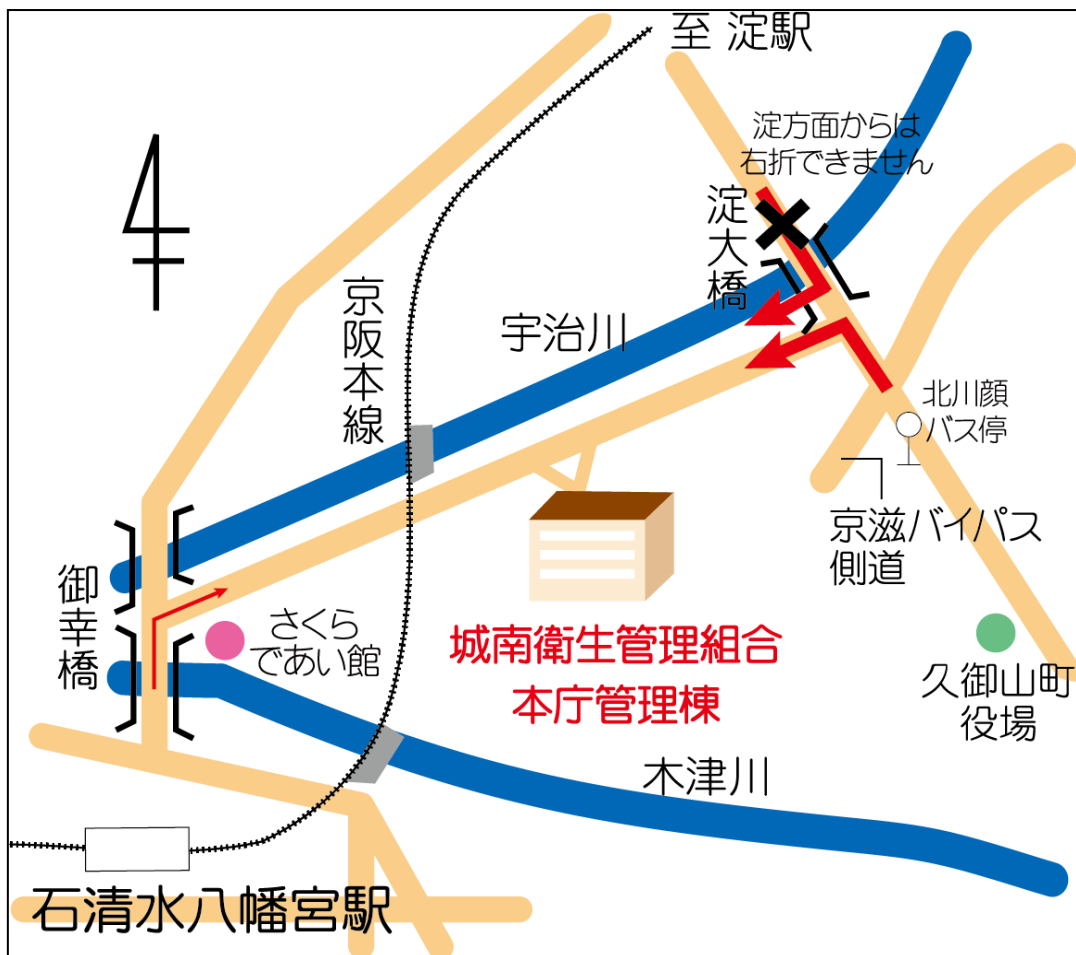 至 淀駅
淀方面からは
右折できません
淀大橋
京阪本線
宇治川
北川顔
バス停
京滋バイパス
側道
御幸橋
さくら
であい館
城南衛生管理組合
本庁管理棟
久御山町
役場
木津川
石清水八幡宮駅